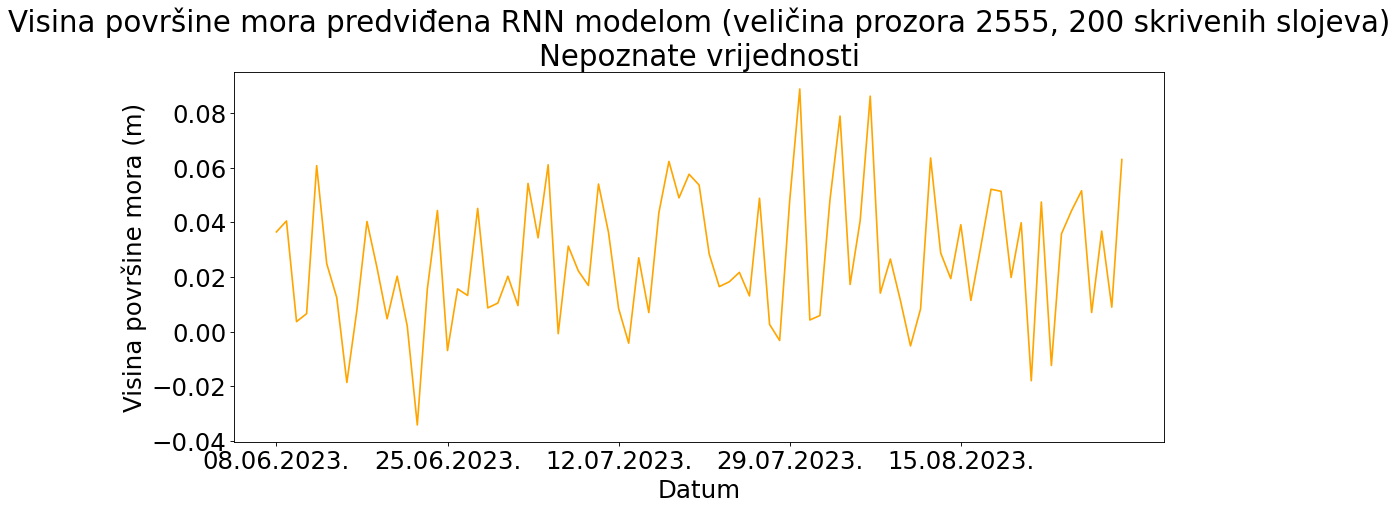 Visina površine mora predviđena RNN modelom (veličina prozora 2555, 200 skrivenih slojeva)
Nepoznate vrijednosti
Visina površine mora (m)
0.08
0.06
0.04
0.02
0.00
−0.02
−0.04
08.06.2023. 25.06.2023. 12.07.2023. 29.07.2023. 15.08.2023.
Datum